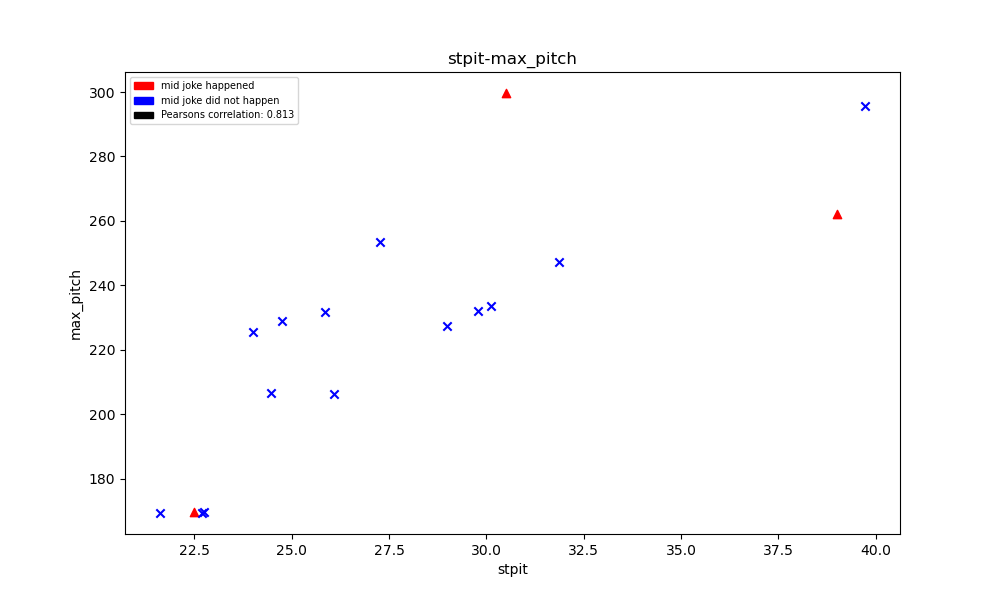 stpit-max_pitch
mid joke happened
mid joke did not happen
Pearsons correlation: 0.813
max_pitch
300
280
260
240
220
200
180
22.5 25.0 27.5 30.0 32.5 35.0 37.5 40.0
stpit